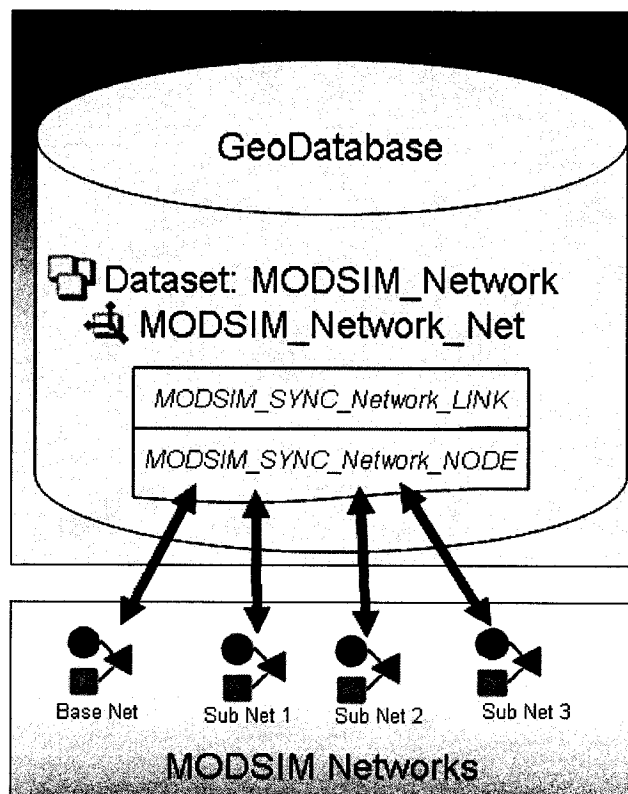 GeoDatabase
Dataset: MODSIM_Network
MODSIM_Network_Net
MODSIM_SYNC_Network_LINK
MODSIM_SYNC_Network_NODE
Base Net
Sub Net 1
Sub Net 2
Sub Net 3
MODSIM Networks